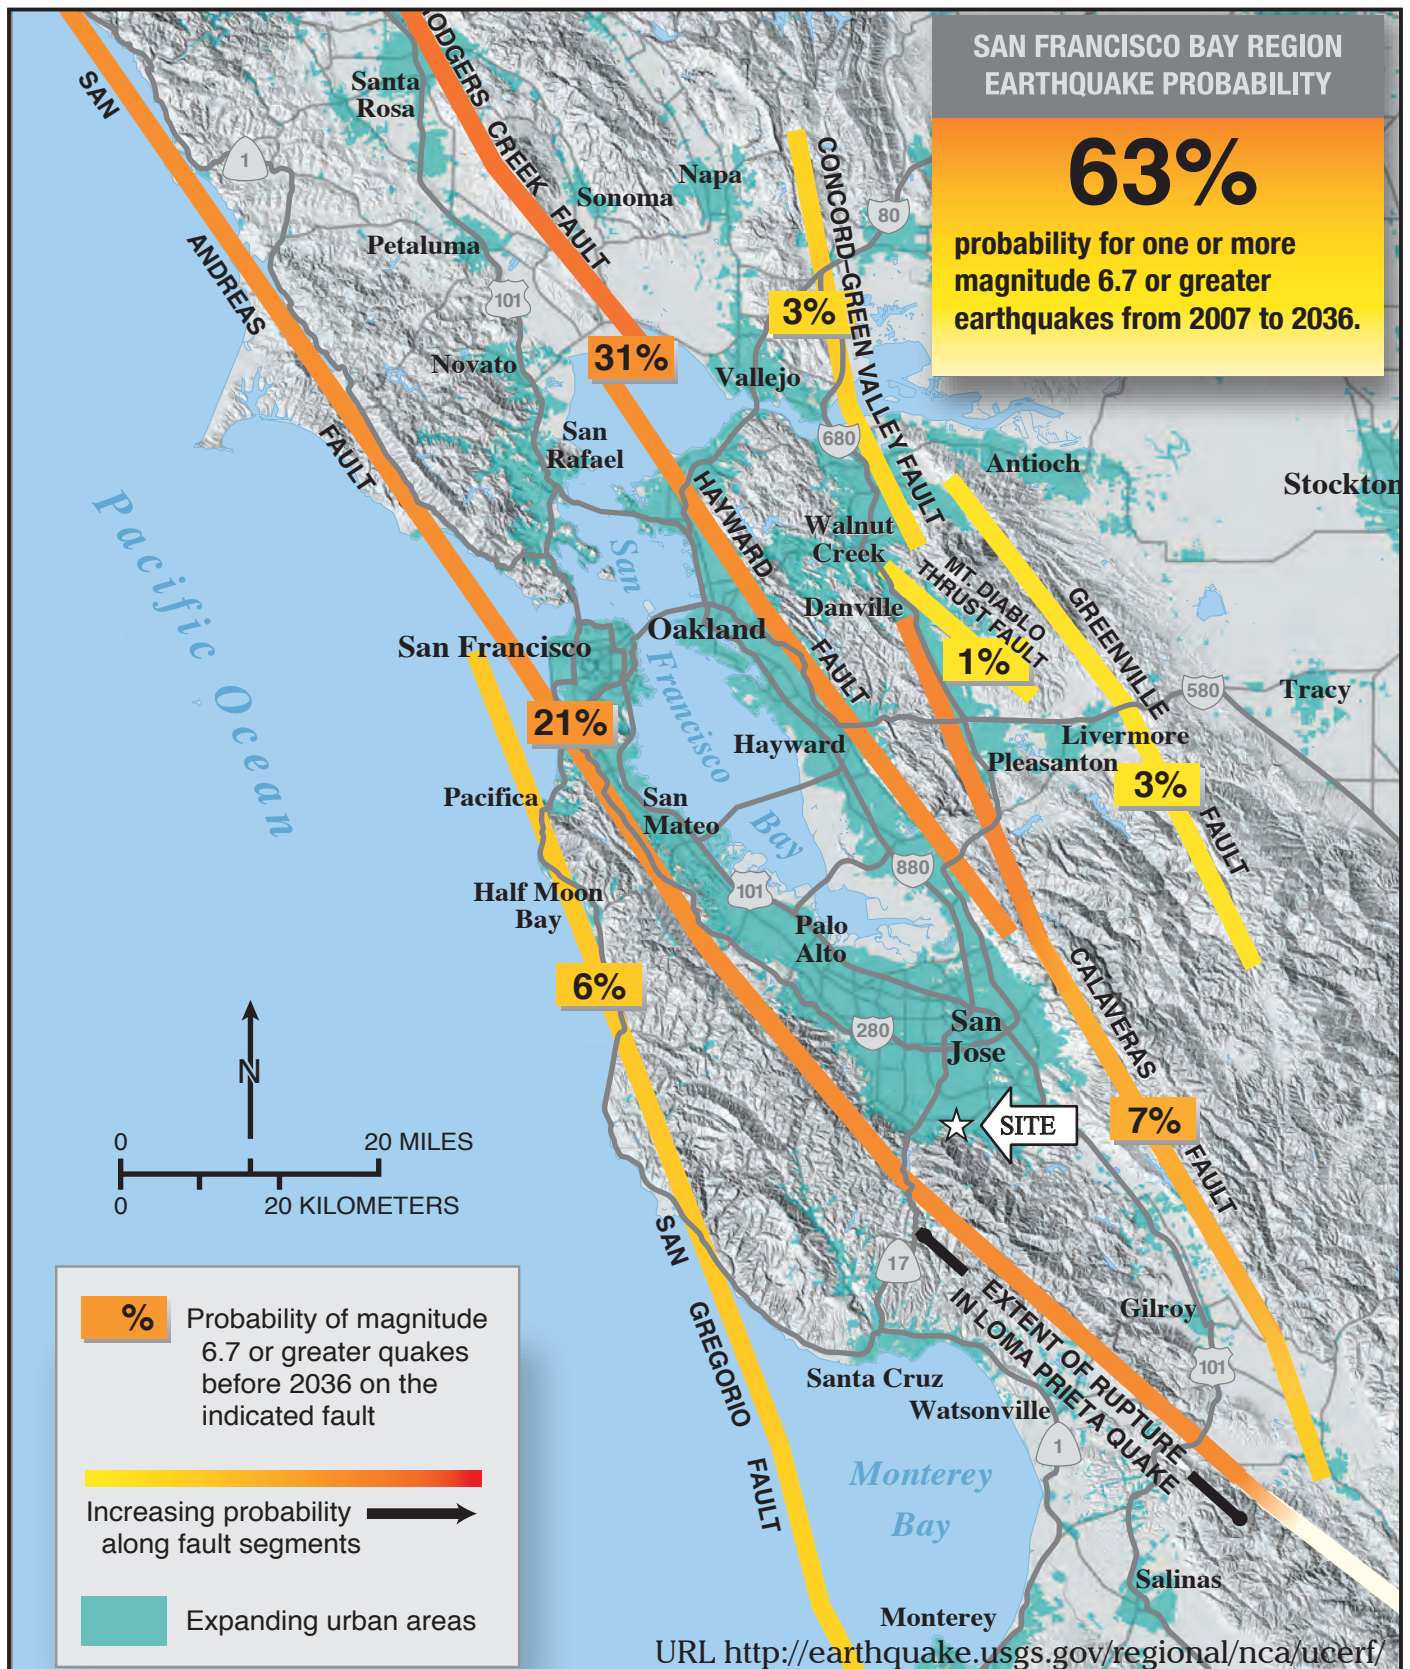 SAN FRANCISCO BAY REGION
EARTHQUAKE PROBABILITY
63%
probability for one or more
magnitude 6.7 or greater
earthquakes from 2007 to 2036.
SAN
ANDREAS
FAULT
RODGERS
CREEK
FAULT
Santa
Rosa
1
Sonoma
Napa
Petaluma
101
80
CONCORD–GREEN VALLEY FAULT
3%
31%
Novato
Vallejo
San
Rafael
680
Antioch
Stockton
HAYWARD
FAULT
Walnut
Creek
MT. DIABLO
THRUST FAULT
1%
Danville
GREENVILLE
FAULT
Pacific Ocean
San
Francisco
Bay
San Francisco
Oakland
21%
580
Tracy
Livermore
Pleasanton
3%
Hayward
Pacifica
San
Mateo
880
101
Half Moon
Bay
Palo
Alto
6%
CALAVERAS
FAULT
280
San
Jose
SITE
7%
N
0
20 MILES
0
20 KILOMETERS
SAN
GREGORIO
FAULT
17
EXTENT OF RUPTURE
IN LOMA PRIETA QUAKE
Gilroy
101
Santa Cruz
Watsonville
1
Monterey
Bay
Salinas
Monterey
%
Probability of magnitude
6.7 or greater quakes
before 2036 on the
indicated fault
Increasing probability
along fault segments
Expanding urban areas
URL http://earthquake.usgs.gov/regional/nca/ucerf/